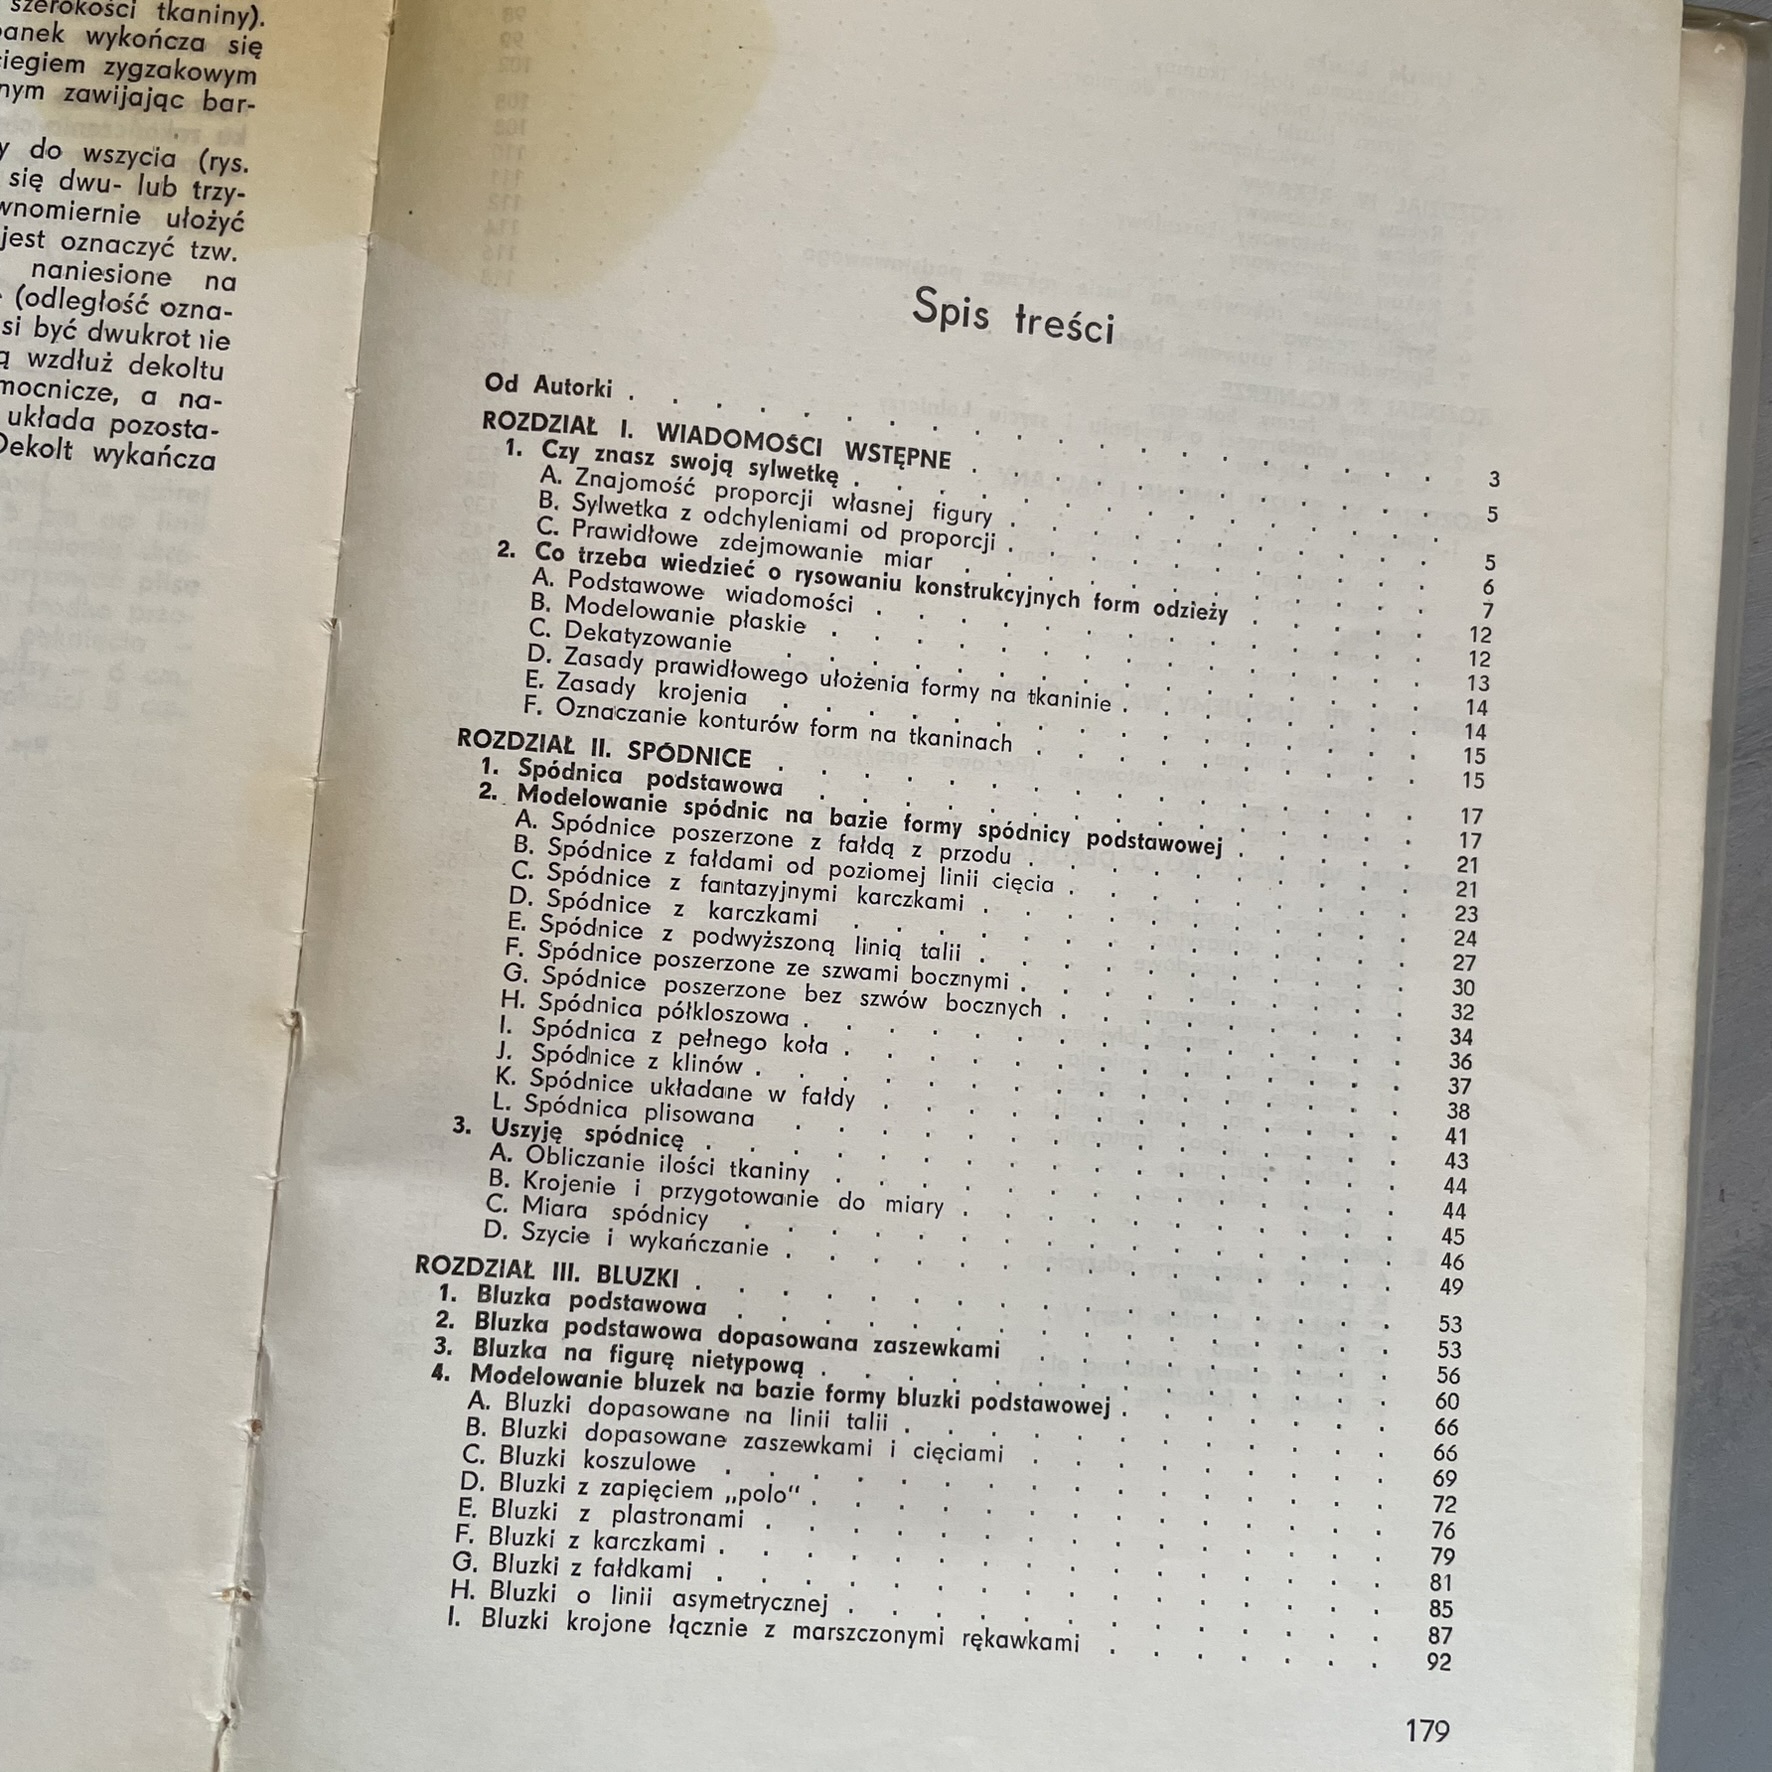 szerokości tkaniny).
anek wykończa się
iegiem zygzakowym
nym zawijając bar-
y do wszycia (rys.
się dwu- lub trzy-
wnomiernie ułożyć
jest oznaczyć tzw.
naniesione na
(odległość ozna-
si być dwukrotnie
ą wzdłuż dekoltu
mocnicze, a na-
układa pozosta-
Dekolt wykańcza
Spis treści
Od Autorki . . . . . 3
ROZDZIAŁ I. WIADOMOŚCI WSTĘPNE . . . . . 5
1. Czy znasz swoją sylwetkę . . . . .
A. Znajomość proporcji własnej figury . . . . . 5
B. Sylwetka z odchyleniami od proporcji . . . . . 6
C. Prawidłowe zdejmowanie miar . . . . . 7
2. Co trzeba wiedzieć o rysowaniu konstrukcyjnych form odzieży . . . . . 12
A. Podstawowe wiadomości . . . . . 12
B. Modelowanie płaskie . . . . . 13
C. Dekatyzowanie . . . . . 14
D. Zasady prawidłowego ułożenia formy na tkaninie . . . . . 14
E. Zasady krojenia . . . . . 15
F. Oznaczanie konturów form na tkaninach . . . . . 15
ROZDZIAŁ II. SPÓDNICE . . . . . 17
1. Spódnica podstawowa . . . . . 17
2. Modelowanie spódnic na bazie formy spódnicy podstawowej . . . . . 21
A. Spódnice poszerzone z fałdą z przodu . . . . . 21
B. Spódnice z fałdami od poziomej linii cięcia . . . . . 23
C. Spódnice z fantazyjnymi karczkami . . . . . 24
D. Spódnice z karczkami . . . . . 27
E. Spódnice z podwyższoną linią talii . . . . . 30
F. Spódnice poszerzone ze szwami bocznymi . . . . . 32
G. Spódnice poszerzone bez szwów bocznych . . . . . 34
H. Spódnica półkloszowa . . . . . 36
I. Spódnica z pełnego koła . . . . . 37
J. Spódnice z klinów . . . . . 38
K. Spódnice układane w fałdy . . . . . 41
L. Spódnica plisowana . . . . . 43
3. Uszyję spódnicę . . . . . 44
A. Obliczanie ilości tkaniny . . . . . 44
B. Krojenie i przygotowanie do miary . . . . . 45
C. Miara spódnicy . . . . . 46
D. Szycie i wykańczanie . . . . . 49
ROZDZIAŁ III. BLUZKI . . . . . 53
1. Bluzka podstawowa . . . . . 53
2. Bluzka podstawowa dopasowana zaszewkami . . . . . 56
3. Bluzka na figurę nietypową . . . . . 60
4. Modelowanie bluzek na bazie formy bluzki podstawowej . . . . . 66
A. Bluzki dopasowane na linii talii . . . . . 66
B. Bluzki dopasowane zaszewkami i cięciami . . . . . 69
C. Bluzki koszulowe . . . . . 72
D. Bluzki z zapięciem „polo“ . . . . . 76
E. Bluzki z plastronami . . . . . 79
F. Bluzki z karczkami . . . . . 81
G. Bluzki z fałdkami . . . . . 85
H. Bluzki o linii asymetrycznej . . . . . 87
I. Bluzki krojone łącznie z marszczonymi rękawkami . . . . . 92
179